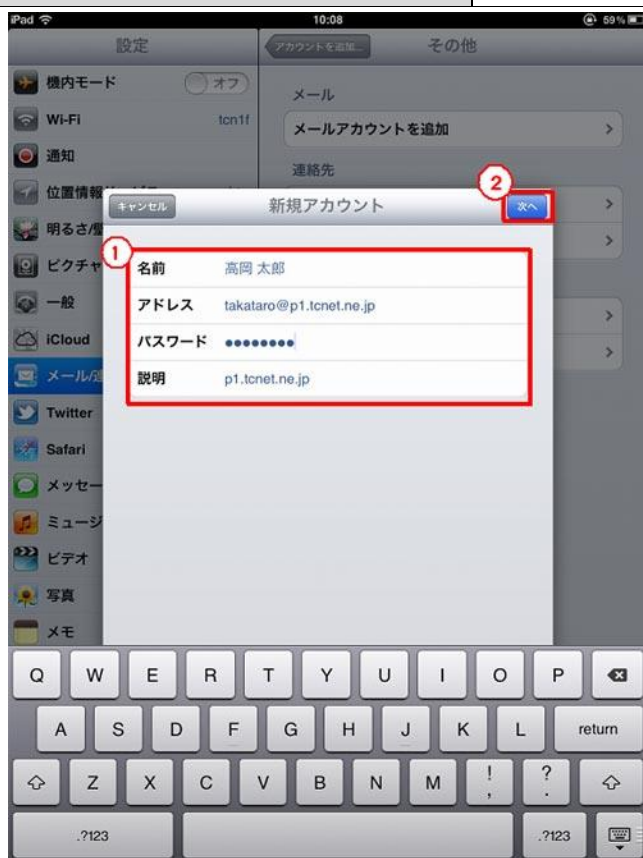 iPad 10:08 59%
設定
アカウントを追加... その他
機内モード オフ
メール
Wi-Fi tcn1f
メールアカウントを追加
通知
連絡先
位置情報
2
キャンセル 新規アカウント 次へ
明るさ/壁
1
ピクチャ
名前 高岡 太郎
一般
アドレス takataro@p1.tcnet.ne.jp
iCloud
パスワード ●●●●●●●●
メール/連
説明 p1.tcnet.ne.jp
Twitter
Safari
メッセー
ミュージ
ビデオ
写真
メモ
Q W E R T Y U I O P
A S D F G H J K L return
Z X C V B N M ! , ? .
.?123 .?123